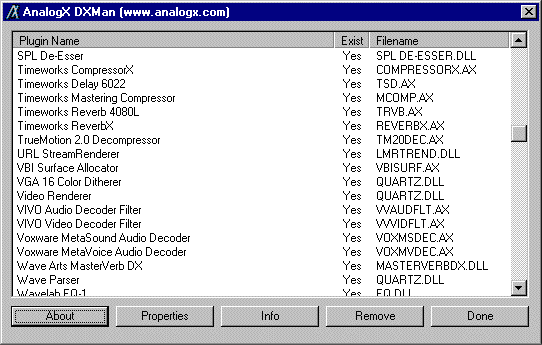 AnalogX DXMan (www.analogx.com)
Plugin Name Exist Filename
SPL De-Esser Yes SPL DE-ESSER.DLL
Timeworks CompressorX Yes COMPRESSORX.AX
Timeworks Delay 6022 Yes TSD.AX
Timeworks Mastering Compressor Yes MCOMP.AX
Timeworks Reverb 4080L Yes TRVB.AX
Timeworks ReverbX Yes REVERBX.AX
TrueMotion 2.0 Decompressor Yes TM20DEC.AX
URL StreamRenderer Yes LMRTREND.DLL
VBI Surface Allocator Yes VBISURF.AX
VGA 16 Color Ditherer Yes QUARTZ.DLL
Video Renderer Yes QUARTZ.DLL
VIVO Audio Decoder Filter Yes VVAUDFLT.AX
VIVO Video Decoder Filter Yes VVVIDFLT.AX
Voxware MetaSound Audio Decoder Yes VOXMSDEC.AX
Voxware MetaVoice Audio Decoder Yes VOXMVDEC.AX
Wave Arts MasterVerb DX Yes MASTERVERBDX.DLL
Wave Parser Yes QUARTZ.DLL
Wavelab EQ-1 Yes EQ.DLL
About Properties Info Remove Done